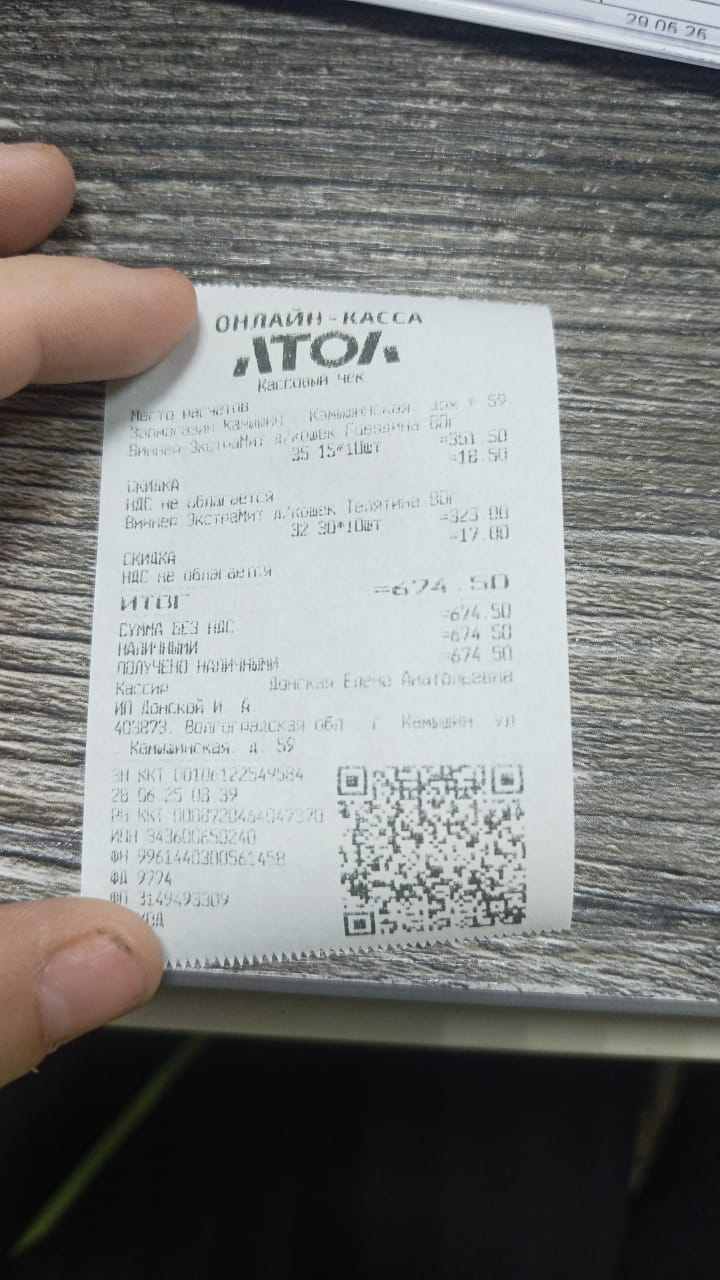 29.06.26
ОНЛАЙН-КАССА
АТОЛ
Кассовый чек
Место расчетов
Зоомагазин Камышин г. Камышинская дом 59
Виннер ЭкстраМит д/кошек Говядина 80г
35.15*10шт =351.50
СКИДКА =18.50
НДС не облагается
Виннер ЭкстраМит д/кошек Телятина 80г
32.30*10шт =323.00
СКИДКА =17.00
НДС не облагается
ИТОГ =674.50
СУММА БЕЗ НДС =674.50
НАЛИЧНЫМИ =674.50
ПОЛУЧЕНО НАЛИЧНЫМИ =674.50
Кассир Донская Елена Анатольевна
ИП Донской И. А.
403873, Волгоградская обл, г. Камышин, ул.
Камышинская, д. 59
ЗН ККТ 00106122549584
28.06.25 08:39
РН ККТ 0008720464047370
ИНН 343600650240
ФН 9961440300561458
ФД 9774
ФП 3149493309